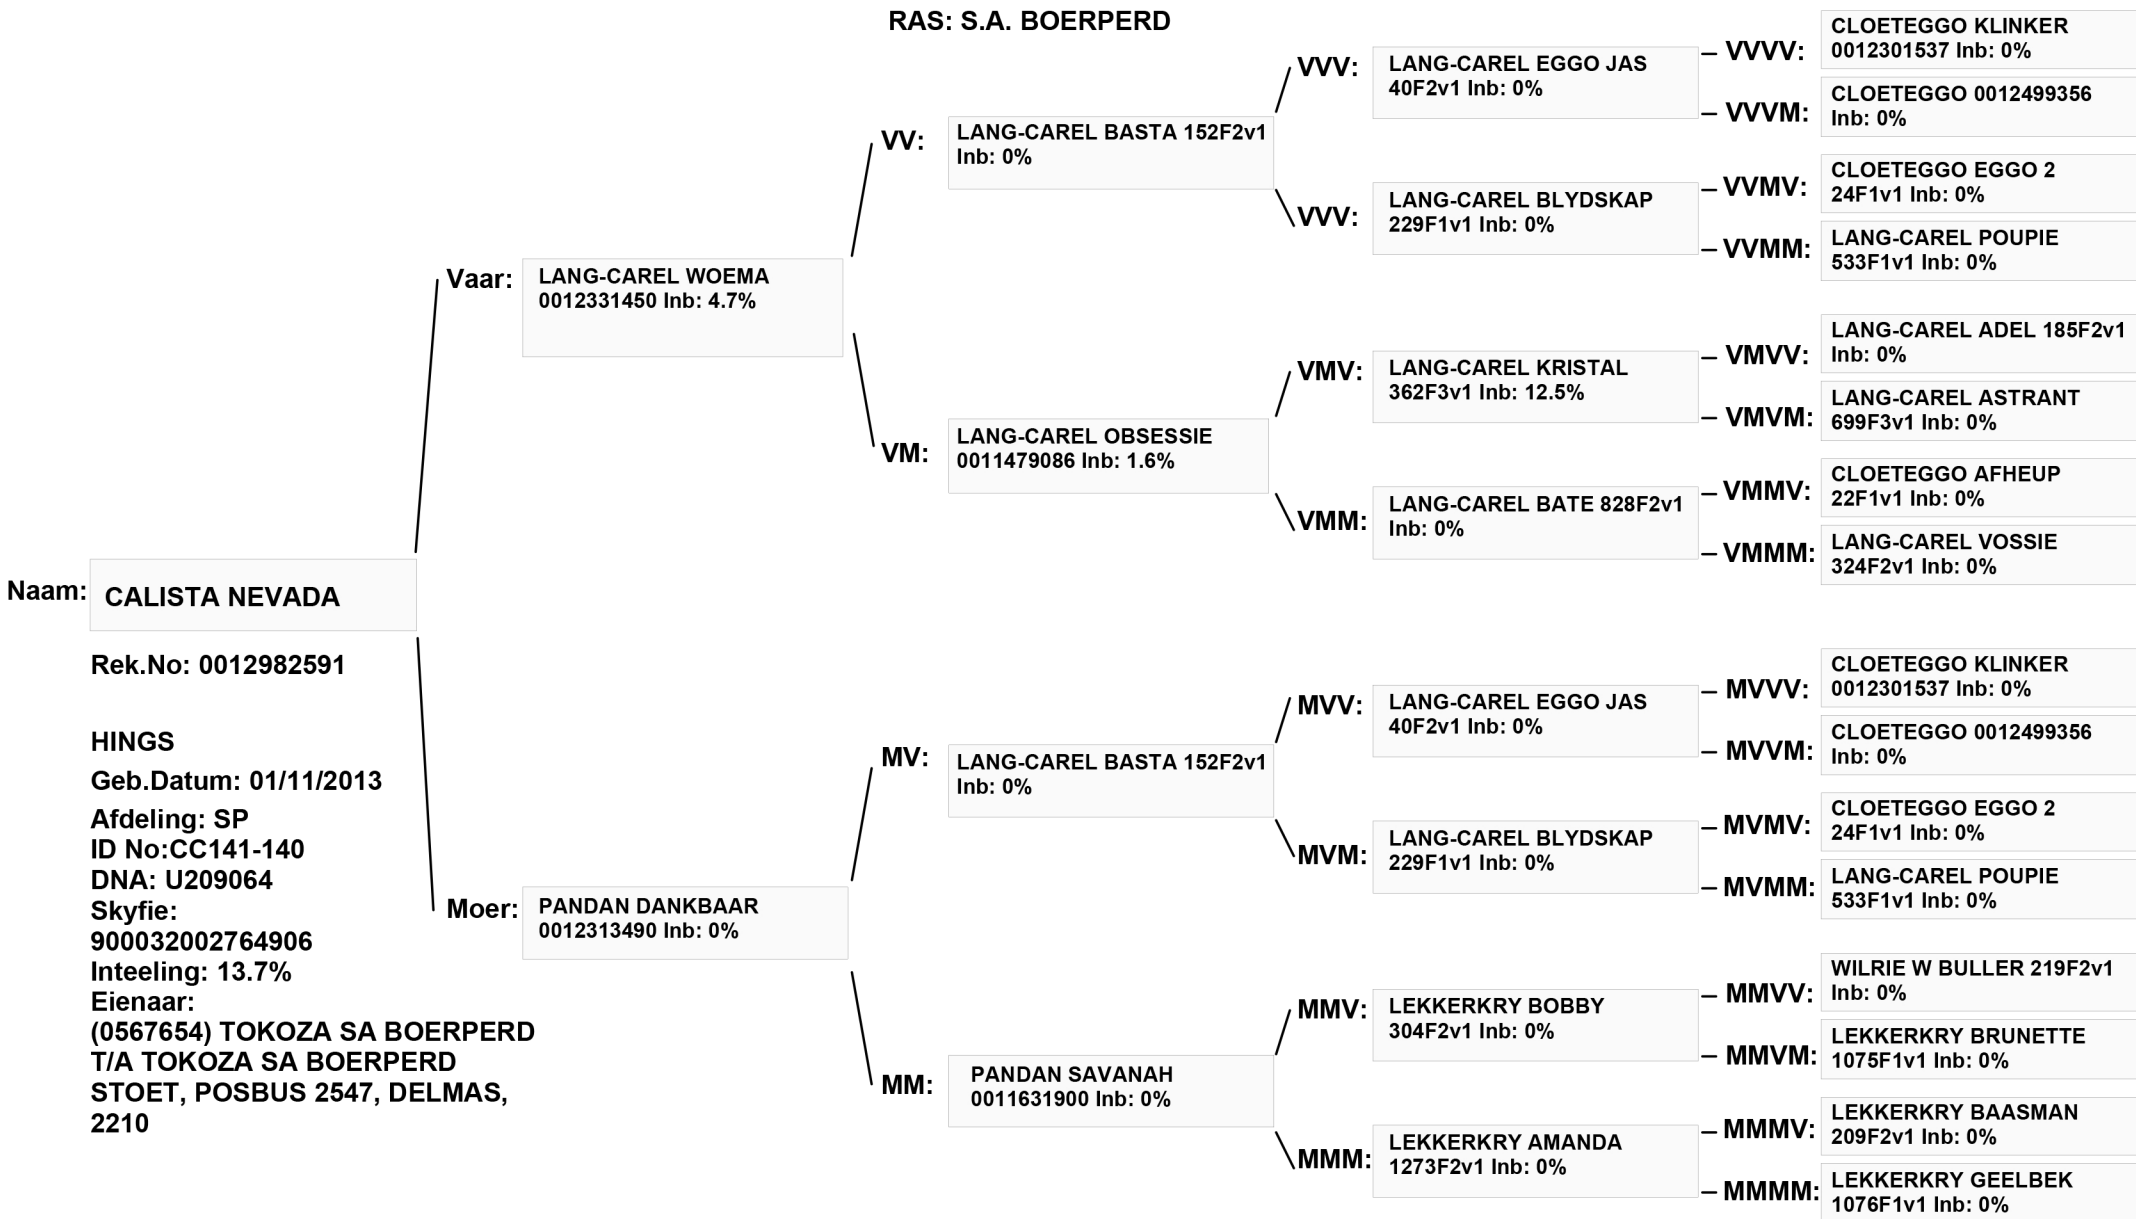 RAS: S.A. BOERPERD
Naam:
CALISTA NEVADA
Rek.No: 0012982591
HINGS
Geb.Datum: 01/11/2013
Afdeling: SP
ID No:CC141-140
DNA: U209064
Skyfie:
900032002764906
Inteeling: 13.7%
Eienaar:
(0567654) TOKOZA SA BOERPERD
T/A TOKOZA SA BOERPERD
STOET, POSBUS 2547, DELMAS,
2210
Vaar:
LANG-CAREL WOEMA
0012331450 Inb: 4.7%
Moer:
PANDAN DANKBAAR
0012313490 Inb: 0%
VV:
LANG-CAREL BASTA 152F2v1
Inb: 0%
VM:
LANG-CAREL OBSESSIE
0011479086 Inb: 1.6%
MV:
LANG-CAREL BASTA 152F2v1
Inb: 0%
MM:
PANDAN SAVANAH
0011631900 Inb: 0%
VVV:
LANG-CAREL EGGO JAS
40F2v1 Inb: 0%
VVV:
LANG-CAREL BLYDSKAP
229F1v1 Inb: 0%
VMV:
LANG-CAREL KRISTAL
362F3v1 Inb: 12.5%
VMM:
LANG-CAREL BATE 828F2v1
Inb: 0%
MVV:
LANG-CAREL EGGO JAS
40F2v1 Inb: 0%
MVM:
LANG-CAREL BLYDSKAP
229F1v1 Inb: 0%
MMV:
LEKKERKRY BOBBY
304F2v1 Inb: 0%
MMM:
LEKKERKRY AMANDA
1273F2v1 Inb: 0%
VVVV:
CLOETEGGO KLINKER
0012301537 Inb: 0%
VVVM:
CLOETEGGO 0012499356
Inb: 0%
VVMV:
CLOETEGGO EGGO 2
24F1v1 Inb: 0%
VVMM:
LANG-CAREL POUPIE
533F1v1 Inb: 0%
VMVV:
LANG-CAREL ADEL 185F2v1
Inb: 0%
VMVM:
LANG-CAREL ASTRANT
699F3v1 Inb: 0%
VMMV:
CLOETEGGO AFHEUP
22F1v1 Inb: 0%
VMMM:
LANG-CAREL VOSSIE
324F2v1 Inb: 0%
MVVV:
CLOETEGGO KLINKER
0012301537 Inb: 0%
MVVM:
CLOETEGGO 0012499356
Inb: 0%
MVMV:
CLOETEGGO EGGO 2
24F1v1 Inb: 0%
MVMM:
LANG-CAREL POUPIE
533F1v1 Inb: 0%
MMVV:
WILRIE W BULLER 219F2v1
Inb: 0%
MMVM:
LEKKERKRY BRUNETTE
1075F1v1 Inb: 0%
MMMV:
LEKKERKRY BAASMAN
209F2v1 Inb: 0%
MMMM:
LEKKERKRY GEELBEK
1076F1v1 Inb: 0%